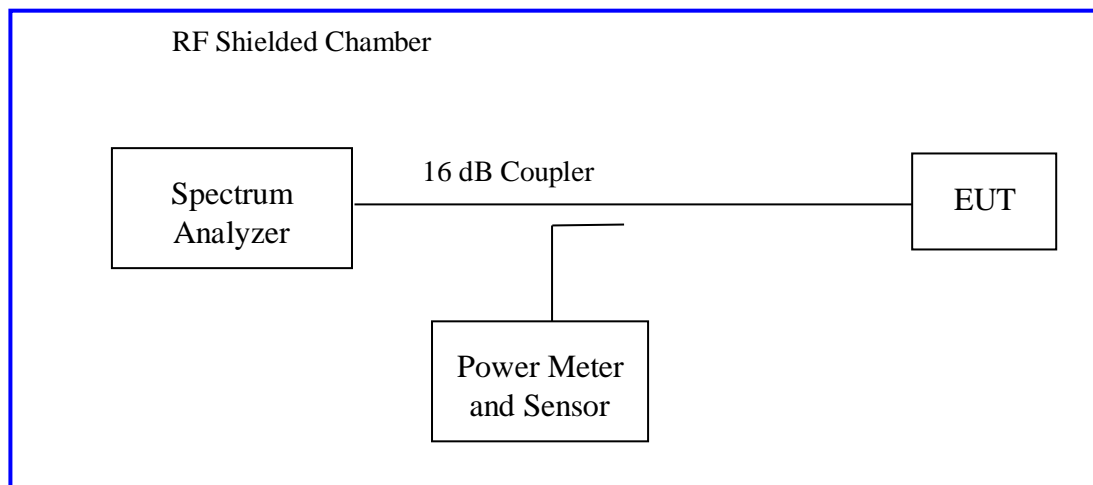 RF Shielded Chamber
16 dB Coupler
Spectrum
Analyzer
EUT
Power Meter
and Sensor